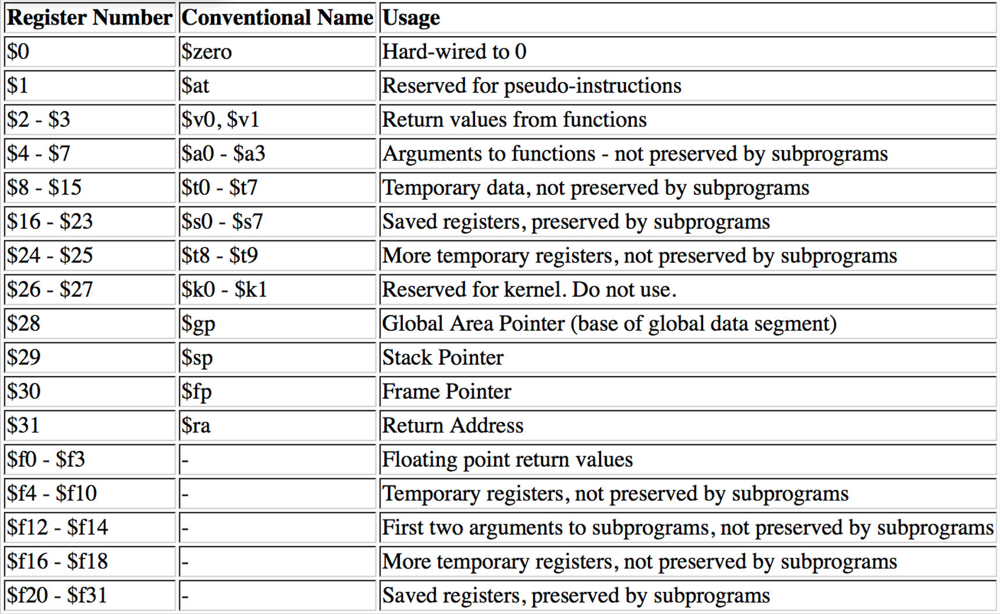 Register Number Conventional Name Usage
$0 $zero Hard-wired to 0
$1 $at Reserved for pseudo-instructions
$2 - $3 $v0, $v1 Return values from functions
$4 - $7 $a0 - $a3 Arguments to functions - not preserved by subprograms
$8 - $15 $t0 - $t7 Temporary data, not preserved by subprograms
$16 - $23 $s0 - $s7 Saved registers, preserved by subprograms
$24 - $25 $t8 - $t9 More temporary registers, not preserved by subprograms
$26 - $27 $k0 - $k1 Reserved for kernel. Do not use.
$28 $gp Global Area Pointer (base of global data segment)
$29 $sp Stack Pointer
$30 $fp Frame Pointer
$31 $ra Return Address
$f0 - $f3 - Floating point return values
$f4 - $f10 - Temporary registers, not preserved by subprograms
$f12 - $f14 - First two arguments to subprograms, not preserved by subprograms
$f16 - $f18 - More temporary registers, not preserved by subprograms
$f20 - $f31 - Saved registers, preserved by subprograms